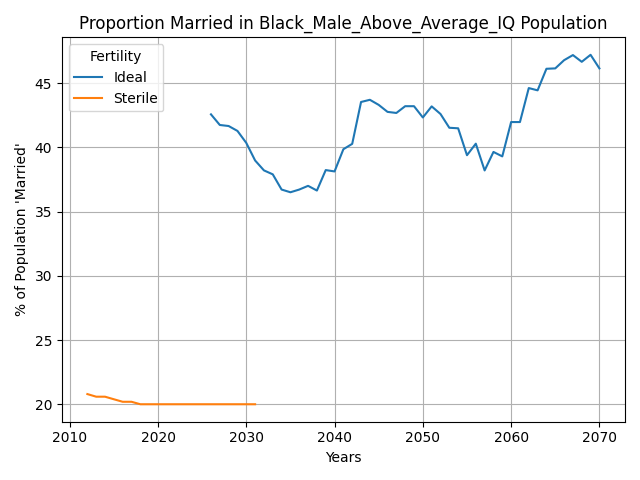 Proportion Married in Black_Male_Above_Average_IQ Population
Fertility
Ideal
Sterile
% of Population 'Married'
45
40
35
30
25
20
2010 2020 2030 2040 2050 2060 2070
Years